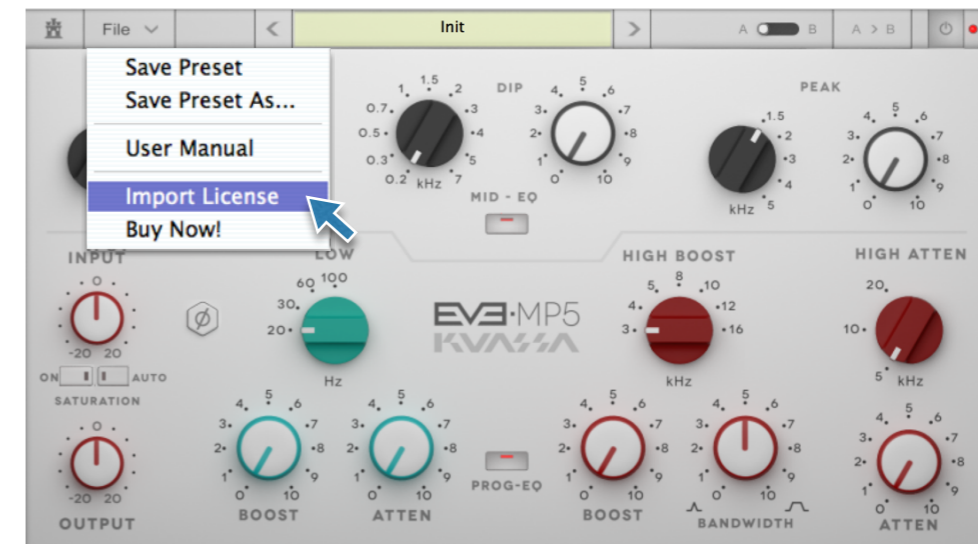 File
<
Init
>
A
B
A > B
Save Preset
Save Preset As...
User Manual
Import License
Buy Now!
DIP
PEAK
0.2 0.3 0.5 0.7 1 1.5 2 3 4 5 7
kHz
0 1 2 3 4 5 6 7 8 9 10
MID - EQ
1.5 2 3 4 5
kHz
0 1 2 3 4 5 6 7 8 9 10
INPUT
LOW
HIGH BOOST
HIGH ATTEN
0
-20 20
ON
AUTO
SATURATION
20 30 60 100
Hz
EVE·MP5
KVASSA
3 4 5 8 10 12 16
kHz
5 10 20
kHz
0
-20 20
OUTPUT
0 1 2 3 4 5 6 7 8 9 10
BOOST
0 1 2 3 4 5 6 7 8 9 10
ATTEN
PROG-EQ
0 1 2 3 4 5 6 7 8 9 10
BOOST
0 1 2 3 4 5 6 7 8 9 10
BANDWIDTH
0 1 2 3 4 5 6 7 8 9 10
ATTEN